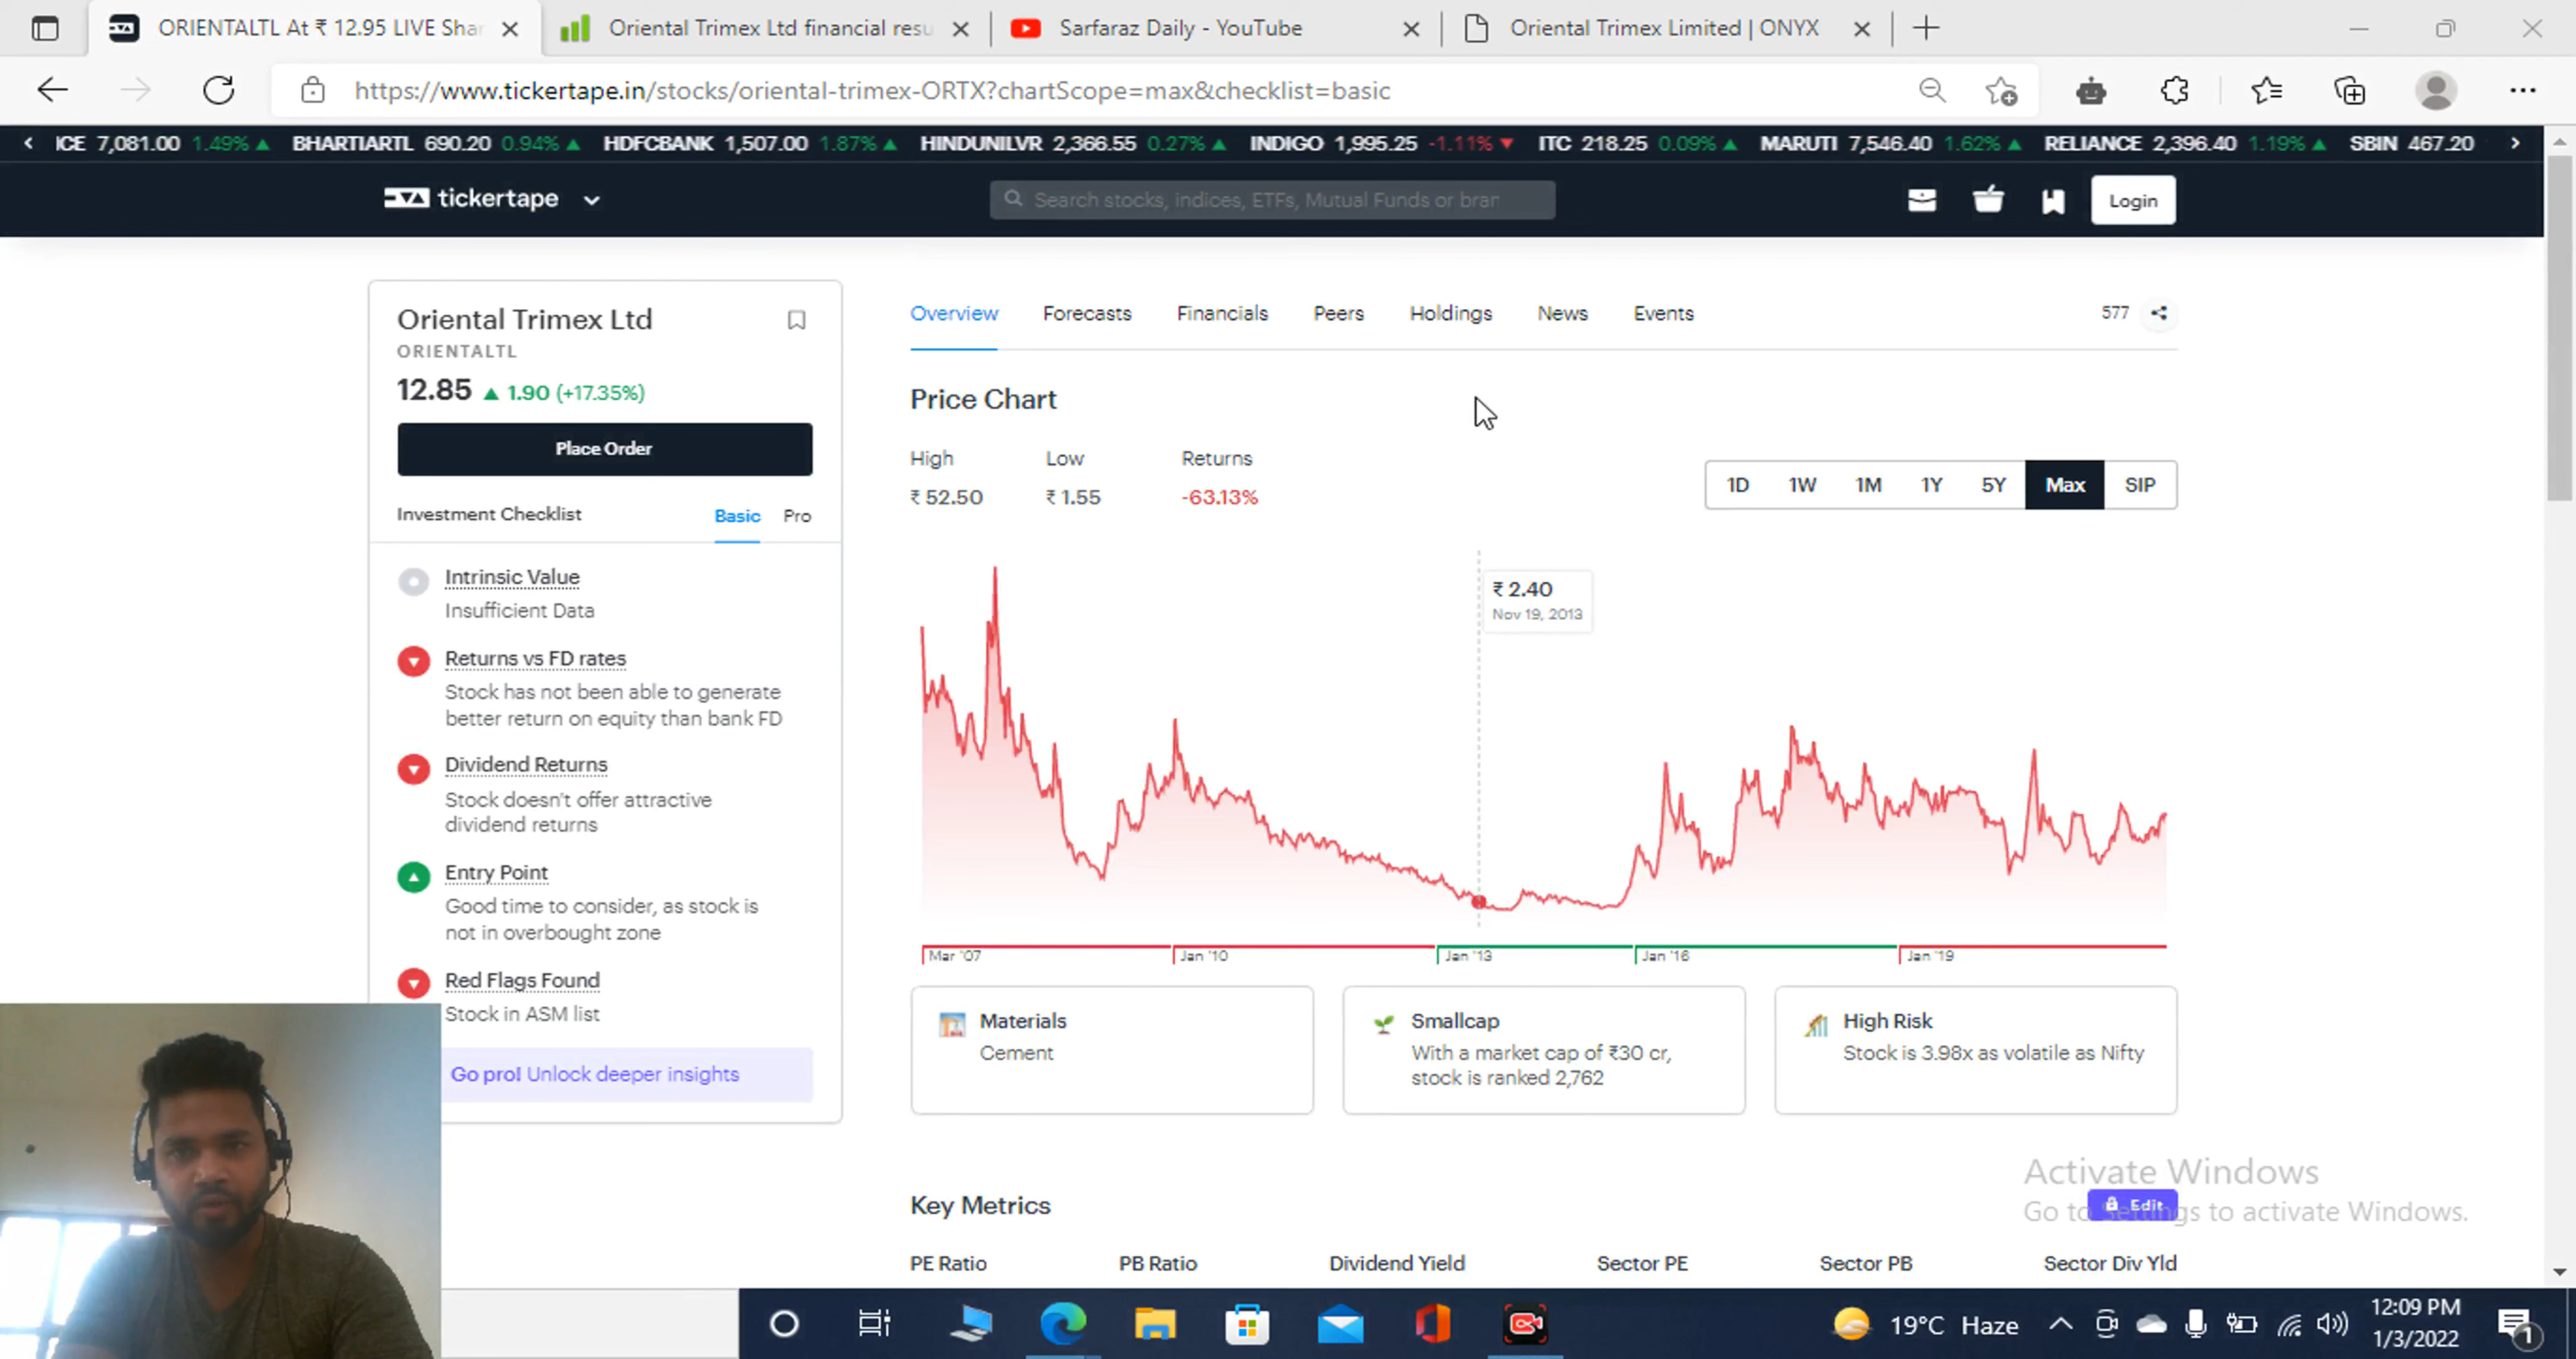 ORIENTALTL At ₹ 12.95 LIVE Shar
Oriental Trimex Ltd financial resu
Sarfaraz Daily - YouTube
Oriental Trimex Limited | ONYX
https://www.tickertape.in/stocks/oriental-trimex-ORTX?chartScope=max&checklist=basic
ICE 7,081.00 1.49% ▲ BHARTIARTL 690.20 0.94% ▲ HDFCBANK 1,507.00 1.87% ▲ HINDUNILVR 2,366.55 0.27% ▲ INDIGO 1,995.25 -1.11% ▼ ITC 218.25 0.09% ▲ MARUTI 7,546.40 1.62% ▲ RELIANCE 2,396.40 1.19% ▲ SBIN 467.20
tickertape
Search stocks, indices, ETFs, Mutual Funds or bran
Login
Oriental Trimex Ltd
ORIENTALTL
12.85 ▲ 1.90 (+17.35%)
Place Order
Investment Checklist Basic Pro
Intrinsic Value
Insufficient Data
Returns vs FD rates
Stock has not been able to generate
better return on equity than bank FD
Dividend Returns
Stock doesn't offer attractive
dividend returns
Entry Point
Good time to consider, as stock is
not in overbought zone
Red Flags Found
Stock in ASM list
Go pro! Unlock deeper insights
Overview Forecasts Financials Peers Holdings News Events 577
Price Chart
High Low Returns
₹ 52.50 ₹ 1.55 -63.13%
1D 1W 1M 1Y 5Y Max SIP
₹ 2.40
Nov 19, 2013
Mar '07 Jan '10 Jan '13 Jan '16 Jan '19
Materials
Cement
Smallcap
With a market cap of ₹30 cr,
stock is ranked 2,762
High Risk
Stock is 3.98x as volatile as Nifty
Key Metrics
Edit
Activate Windows
Go to Settings to activate Windows.
PE Ratio PB Ratio Dividend Yield Sector PE Sector PB Sector Div Yld
19°C Haze
12:09 PM
1/3/2022
1